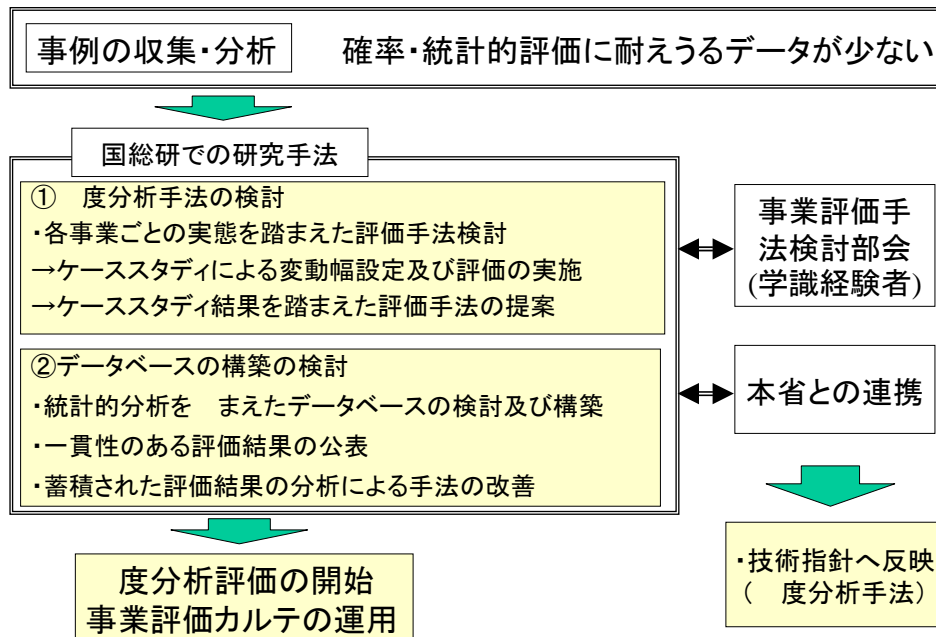 事例の収集・分析
確率・統計的評価に耐えうるデータが少ない
国総研での研究手法
① 度分析手法の検討
・各事業ごとの実態を踏まえた評価手法検討
→ケーススタディによる変動幅設定及び評価の実施
→ケーススタディ結果を踏まえた評価手法の提案
事業評価手
法検討部会
(学識経験者)
②データベースの構築の検討
・統計的分析を まえたデータベースの検討及び構築
・一貫性のある評価結果の公表
・蓄積された評価結果の分析による手法の改善
本省との連携
度分析評価の開始
事業評価カルテの運用
・技術指針へ反映
( 度分析手法)